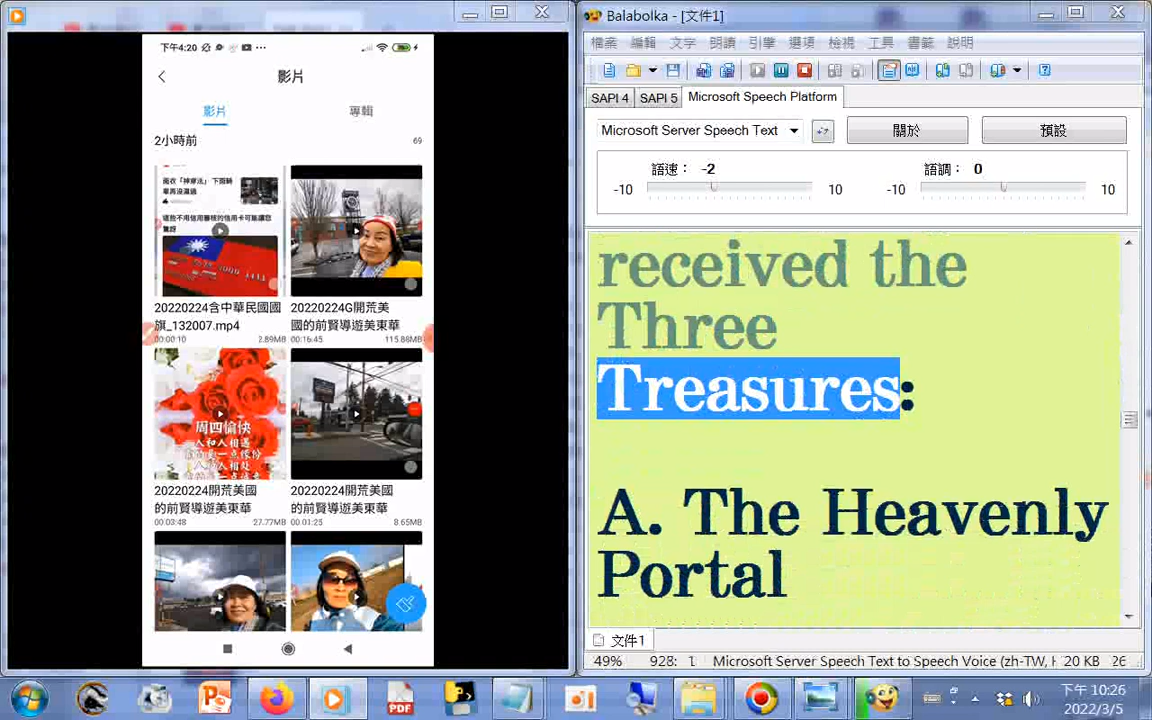 下午4:20
影片
影片
專輯
2小時前
69
周四愉快
人和人相遇
20220224含中華民國國
旗_132007.mp4
00:00:10
2.89MB
20220224G開荒美
國的前賢導遊美東華
00:16:45
115.88MB
20220224開荒美國
的前賢導遊美東華
00:03:48
27.77MB
20220224開荒美國
的前賢導遊美東華
00:01:25
8.65MB
Balabolka - [文件1]
檔案 編輯 文字 朗讀 引擎 選項 檢視 工具 書籤 說明
SAPI 4 SAPI 5 Microsoft Speech Platform
Microsoft Server Speech Text
關於
預設
語速： -2
語調： 0
-10
10
-10
10
received the
Three
Treasures:
A. The Heavenly
Portal
文件1
49%
928: 1
Microsoft Server Speech Text to Speech Voice (zh-TW, H
20 KB
26
PDF
下午 10:26
2022/3/5